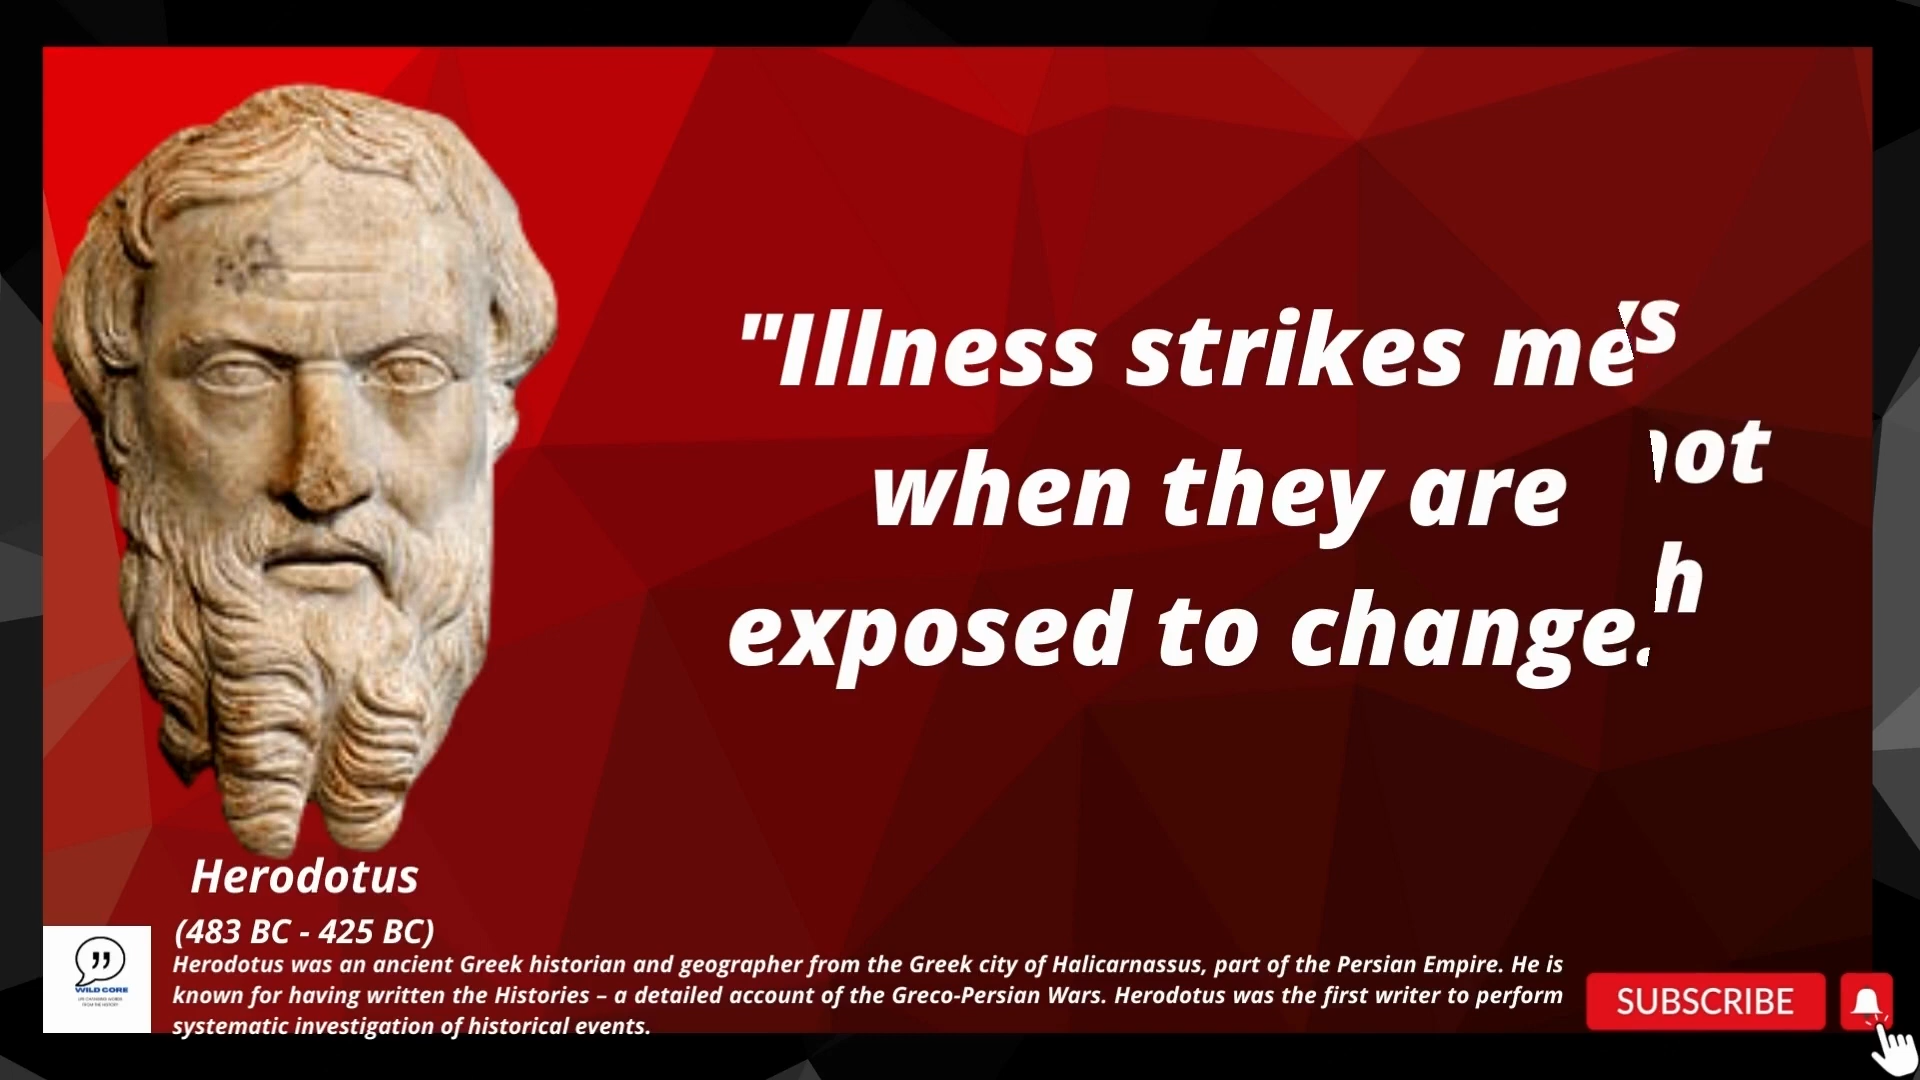 "Illness strikes me
s
when they are
ot
exposed to change.
h
Herodotus
(483 BC - 425 BC)
Herodotus was an ancient Greek historian and geographer from the Greek city of Halicarnassus, part of the Persian Empire. He is
known for having written the Histories – a detailed account of the Greco-Persian Wars. Herodotus was the first writer to perform
systematic investigation of historical events.
WILD CORE
SUBSCRIBE